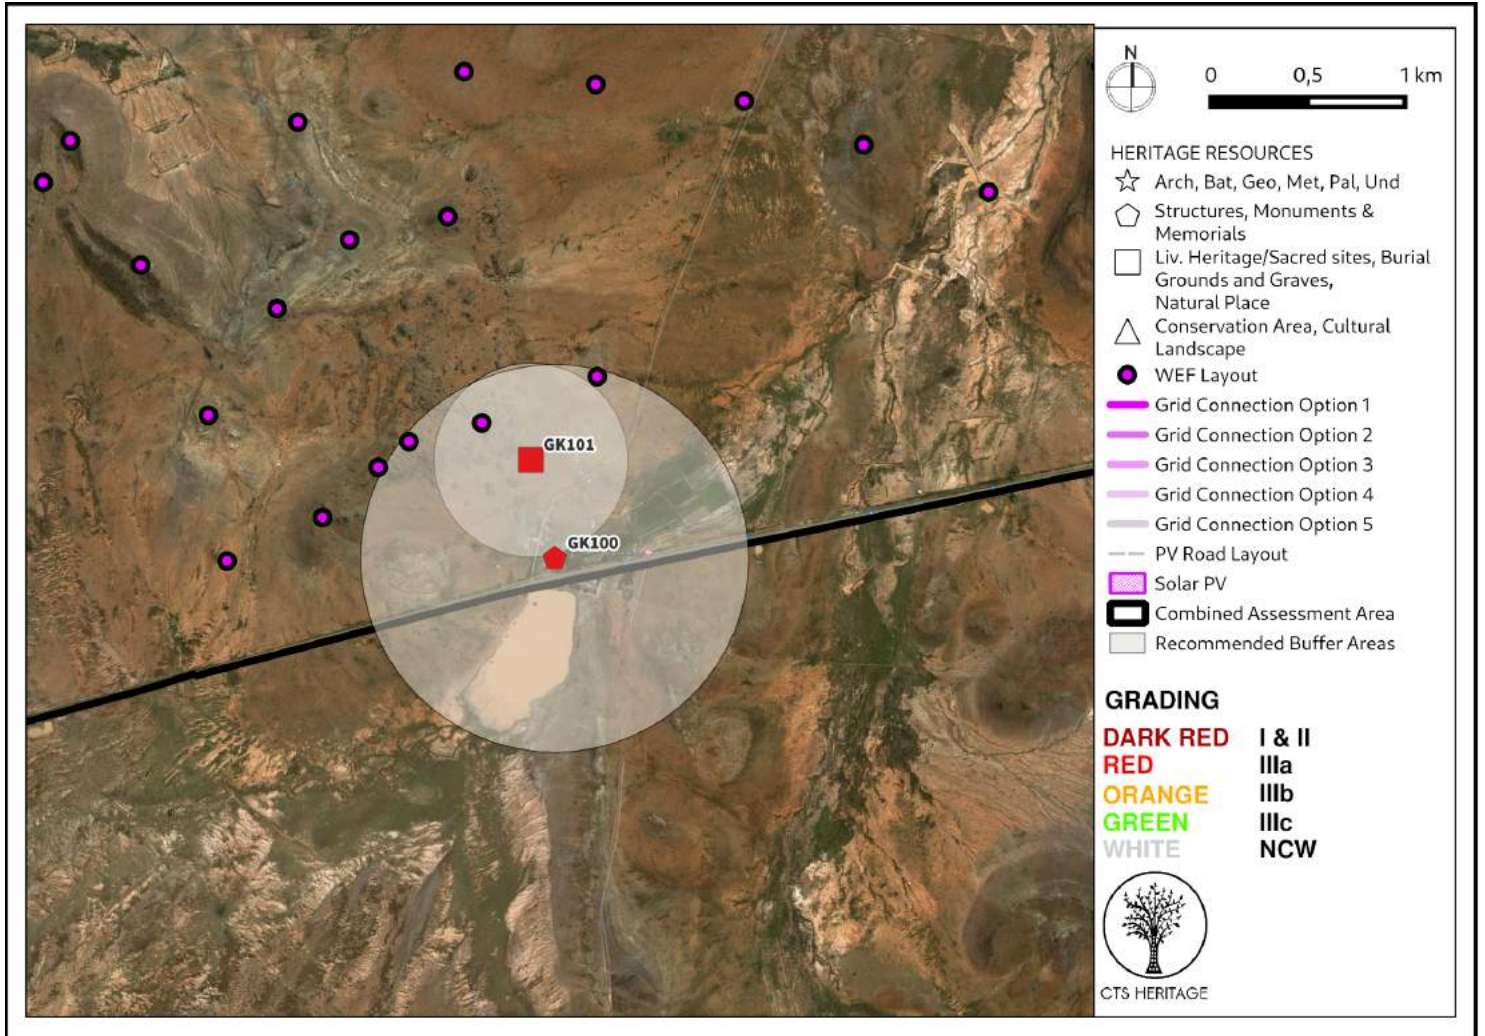 GK101
GK100
N
0 0,5 1 km
HERITAGE RESOURCES
Arch, Bat, Geo, Met, Pal, Und
Structures, Monuments &
Memorials
Liv. Heritage/Sacred sites, Burial
Grounds and Graves,
Natural Place
Conservation Area, Cultural
Landscape
WEF Layout
Grid Connection Option 1
Grid Connection Option 2
Grid Connection Option 3
Grid Connection Option 4
Grid Connection Option 5
PV Road Layout
Solar PV
Combined Assessment Area
Recommended Buffer Areas
GRADING
DARK RED I & II
RED IIIa
ORANGE IIIb
GREEN IIIc
WHITE NCW
CTS HERITAGE